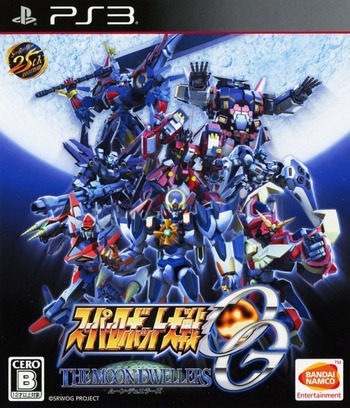 PS3
25th
スーパーロボット大戦OG
THE MOON DWELLERS
ムーン・デュエラーズ
CERO
B
©SRWOG PROJECT
BANDAI
NAMCO
Entertainment